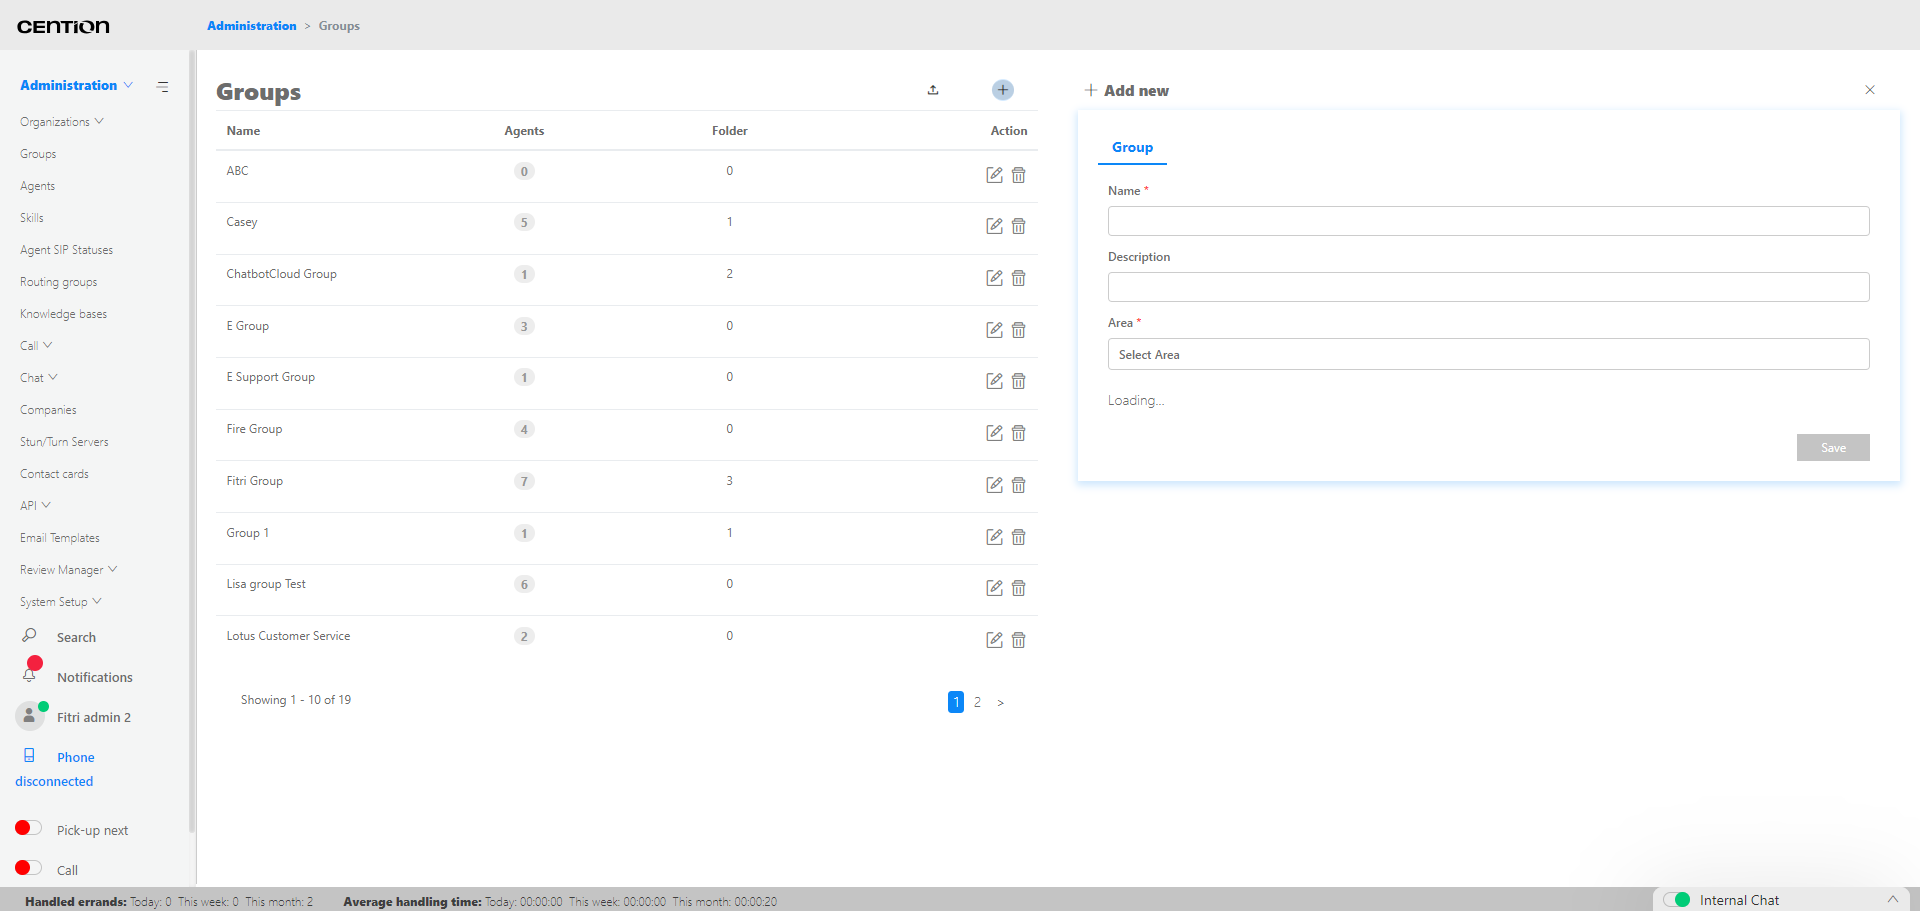 CENTION
Administration > Groups
Administration
Organizations
Groups
Agents
Skills
Agent SIP Statuses
Routing groups
Knowledge bases
Call
Chat
Companies
Stun/Turn Servers
Contact cards
API
Email Templates
Review Manager
System Setup
Search
Notifications
Fitri admin 2
Phone
disconnected
Pick-up next
Call
Groups
Name Agents Folder Action
ABC 0 0
Casey 5 1
ChatbotCloud Group 1 2
E Group 3 0
E Support Group 1 0
Fire Group 4 0
Fitri Group 7 3
Group 1 1 1
Lisa group Test 6 0
Lotus Customer Service 2 0
Showing 1 - 10 of 19
1 2 >
Add new
Group
Name *
Description
Area *
Select Area
Loading...
Save
Handled errands: Today: 0 This week: 0 This month: 2 Average handling time: Today: 00:00:00 This week: 00:00:00 This month: 00:00:20
Internal Chat